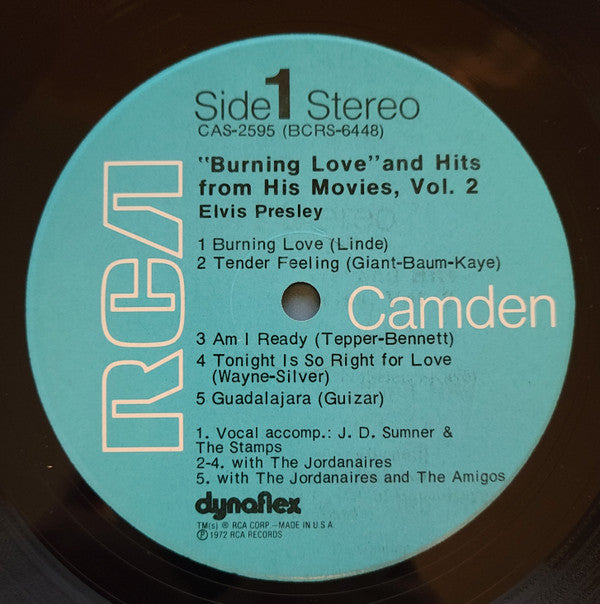 Side 1 Stereo
CAS-2595 (BCRS-6448)
"Burning Love" and Hits
from His Movies, Vol. 2
Elvis Presley
1 Burning Love (Linde)
2 Tender Feeling (Giant-Baum-Kaye)
RCA
Camden
3 Am I Ready (Tepper-Bennett)
4 Tonight Is So Right for Love
(Wayne-Silver)
5 Guadalajara (Guizar)
1. Vocal accomp.: J. D. Sumner &
The Stamps
2-4. with The Jordanaires
5. with The Jordanaires and The Amigos
dynaflex
TM(s) ® RCA CORP.-MADE IN U.S.A.
Ⓟ1972 RCA RECORDS